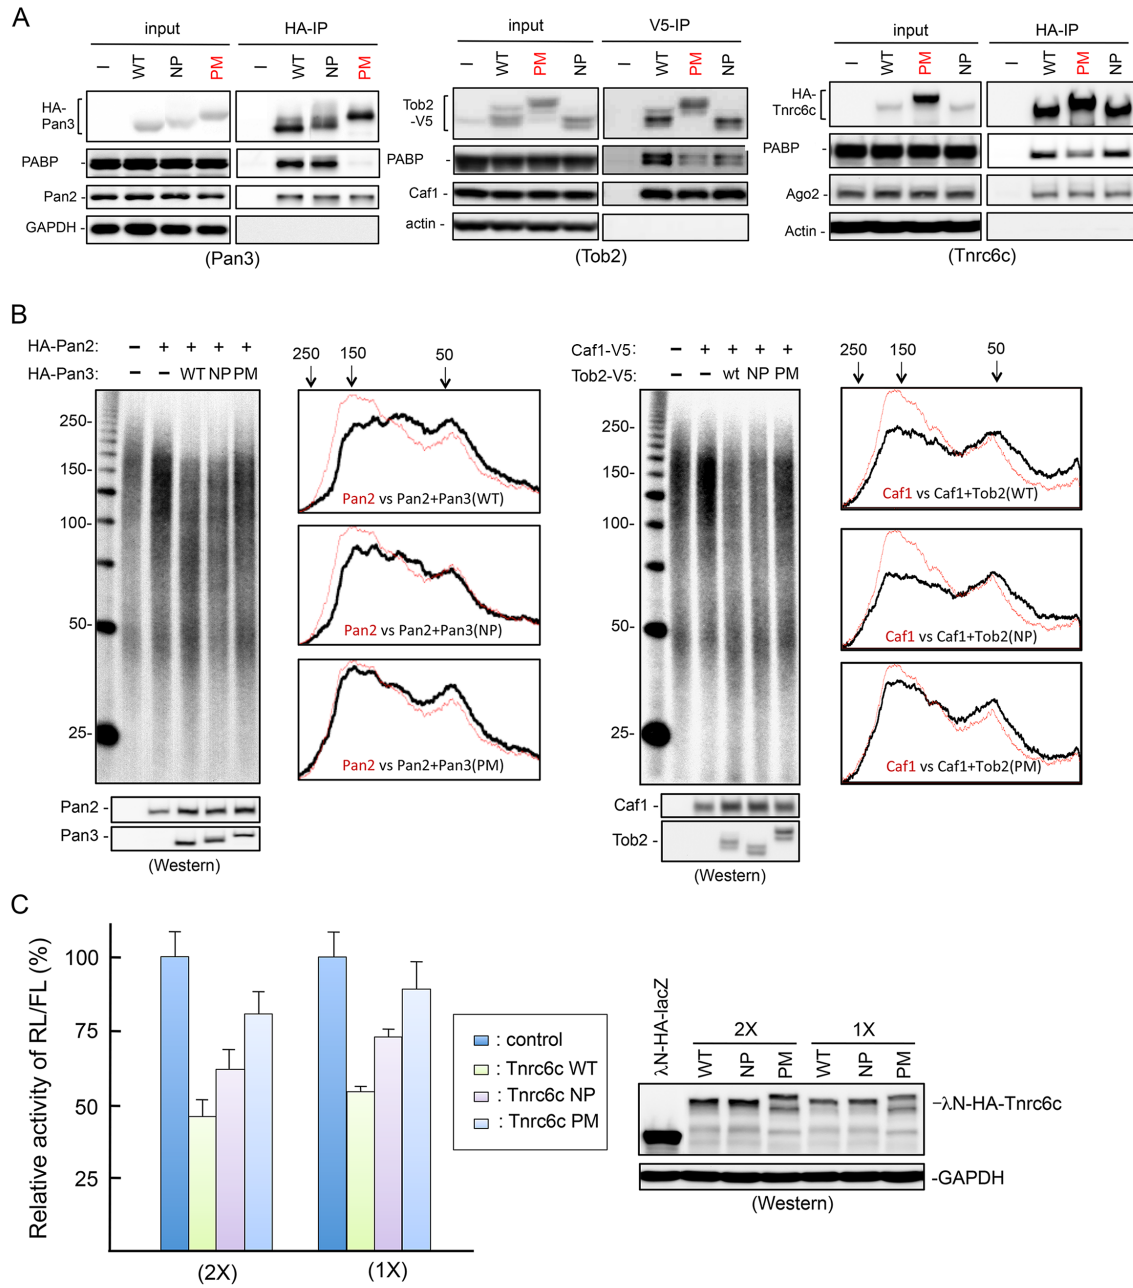 A
input HA-IP
– WT NP PM – WT NP PM
HA-
Pan3
PABP -
Pan2 -
GAPDH -
(Pan3)
input V5-IP
– WT PM NP – WT PM NP
Tob2
-V5
PABP -
Caf1 -
actin -
(Tob2)
input HA-IP
– WT PM NP – WT PM NP
HA-
Tnrc6c
PABP -
Ago2 -
Actin -
(Tnrc6c)
B
HA-Pan2: – + + + +
HA-Pan3: – – WT NP PM
250-
150-
100-
50-
25-
Pan2 -
Pan3 -
(Western)
250 150 50
Pan2 vs Pan2+Pan3(WT)
Pan2 vs Pan2+Pan3(NP)
Pan2 vs Pan2+Pan3(PM)
Caf1-V5: – + + + +
Tob2-V5: – – wt NP PM
250-
150-
100-
50-
25-
Caf1 -
Tob2 -
(Western)
250 150 50
Caf1 vs Caf1+Tob2(WT)
Caf1 vs Caf1+Tob2(NP)
Caf1 vs Caf1+Tob2(PM)
C
Relative activity of RL/FL (%)
100
75
50
25
(2X) (1X)
: control
: Tnrc6c WT
: Tnrc6c NP
: Tnrc6c PM
λN-HA-lacZ
2X 1X
WT NP PM WT NP PM
–λN-HA-Tnrc6c
-GAPDH
(Western)